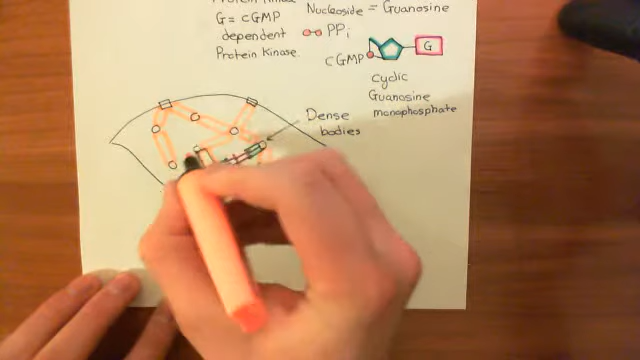 G = cGMP
dependent
Protein Kinase.
Nucleoside = Guanosine
PPi
cGMP
G
cyclic
Guanosine
monophosphate
Dense
bodies